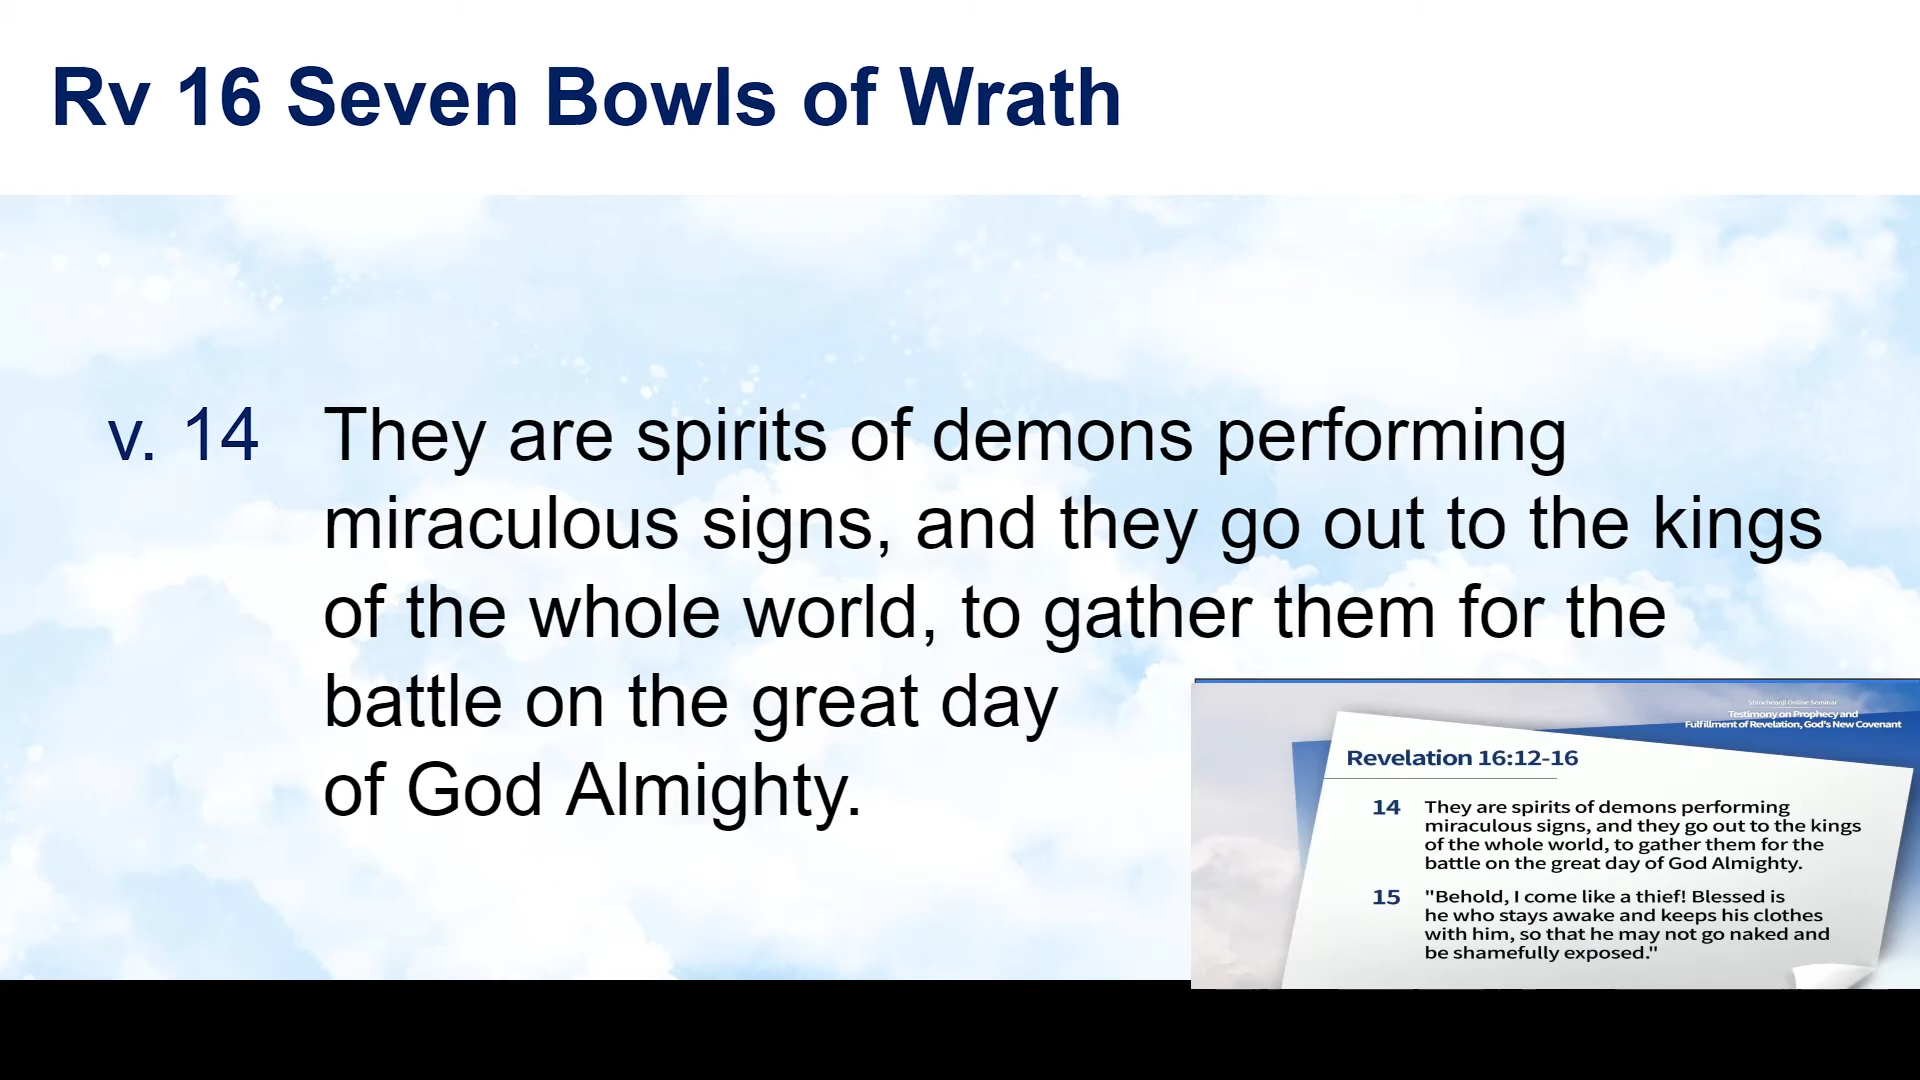 Rv 16 Seven Bowls of Wrath
v. 14 They are spirits of demons performing
miraculous signs, and they go out to the kings
of the whole world, to gather them for the
battle on the great day
of God Almighty.
Shincheonji Online Seminar
Testimony on Prophecy and
Fulfillment of Revelation, God's New Covenant
Revelation 16:12-16
14 They are spirits of demons performing
miraculous signs, and they go out to the kings
of the whole world, to gather them for the
battle on the great day of God Almighty.
15 "Behold, I come like a thief! Blessed is
he who stays awake and keeps his clothes
with him, so that he may not go naked and
be shamefully exposed."